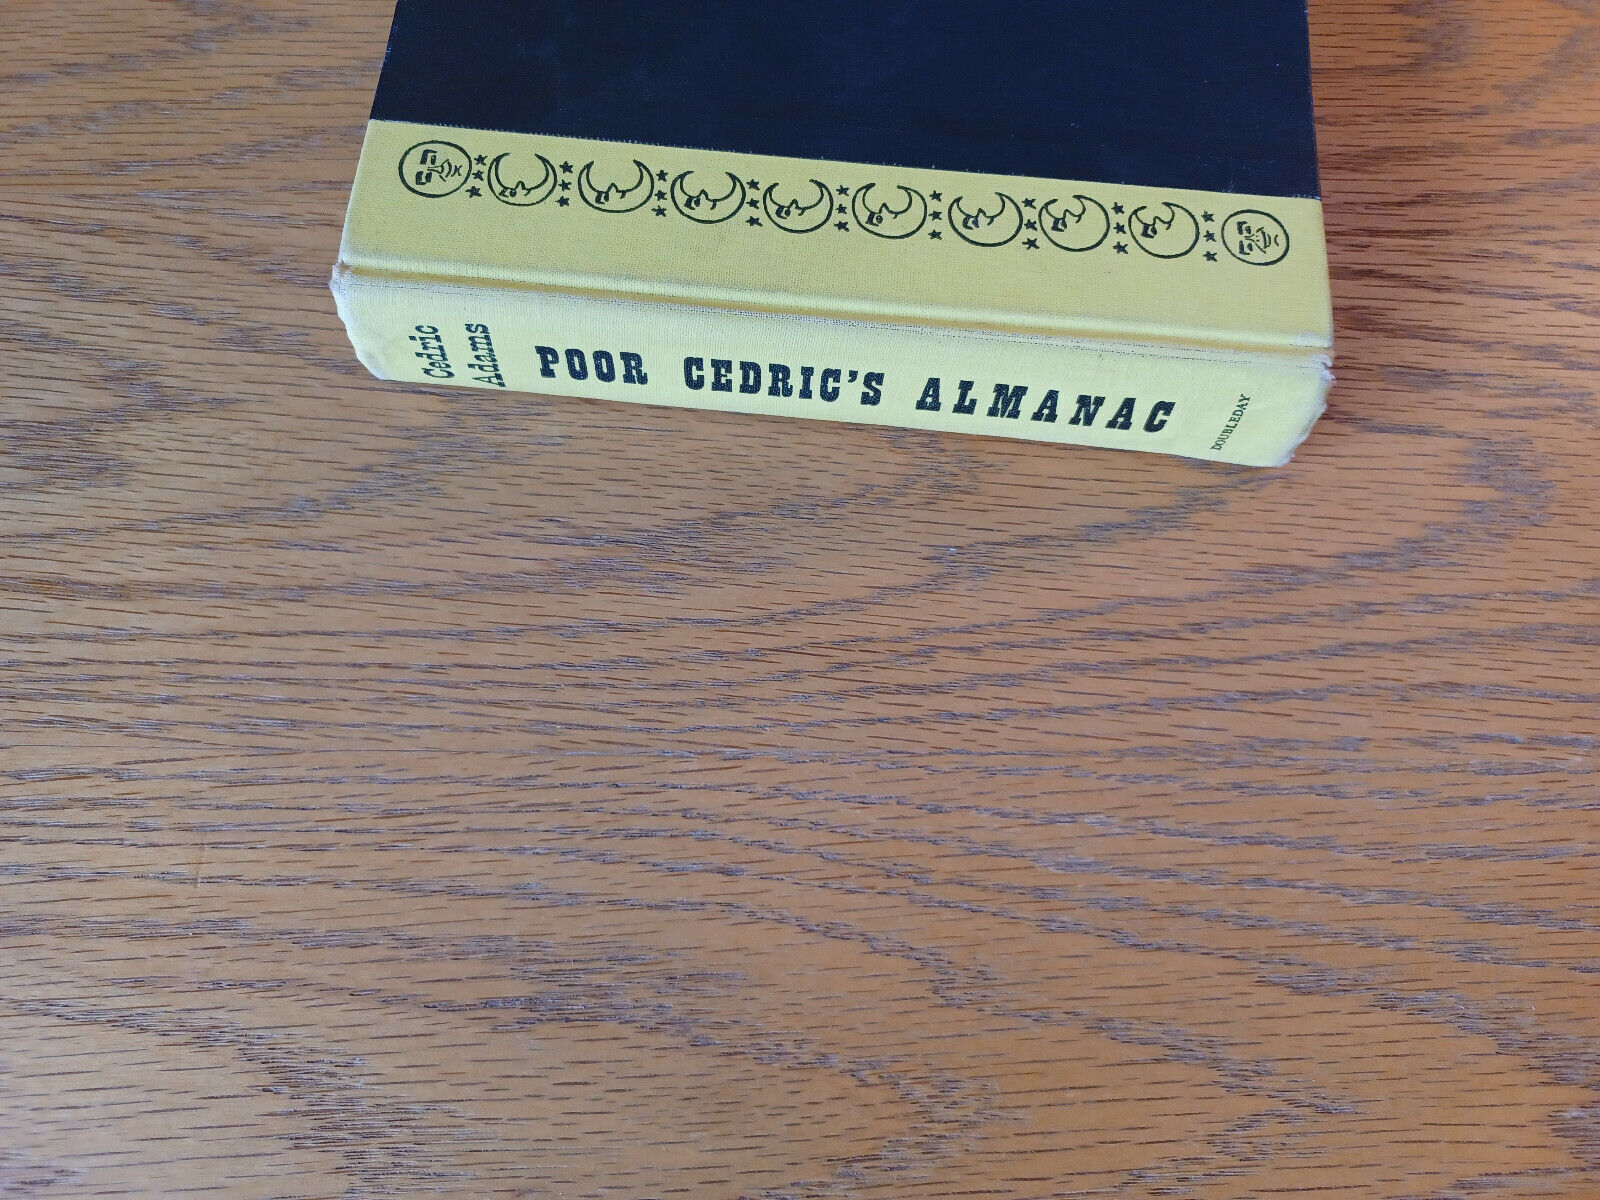 Cedric
Adams
POOR CEDRIC'S ALMANAC
DOUBLEDAY